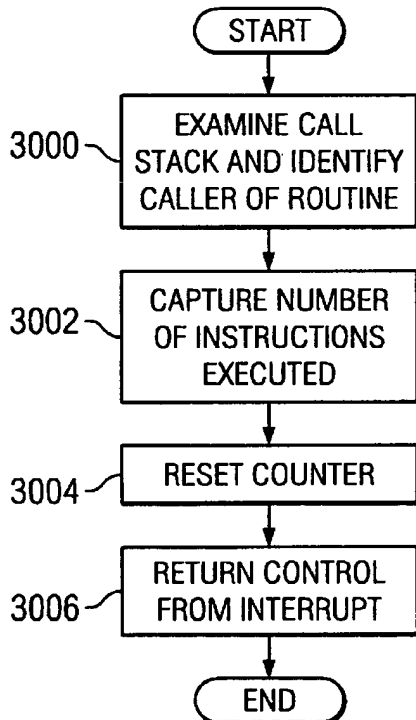 START
3000
EXAMINE CALL
STACK AND IDENTIFY
CALLER OF ROUTINE
3002
CAPTURE NUMBER
OF INSTRUCTIONS
EXECUTED
3004
RESET COUNTER
3006
RETURN CONTROL
FROM INTERRUPT
END